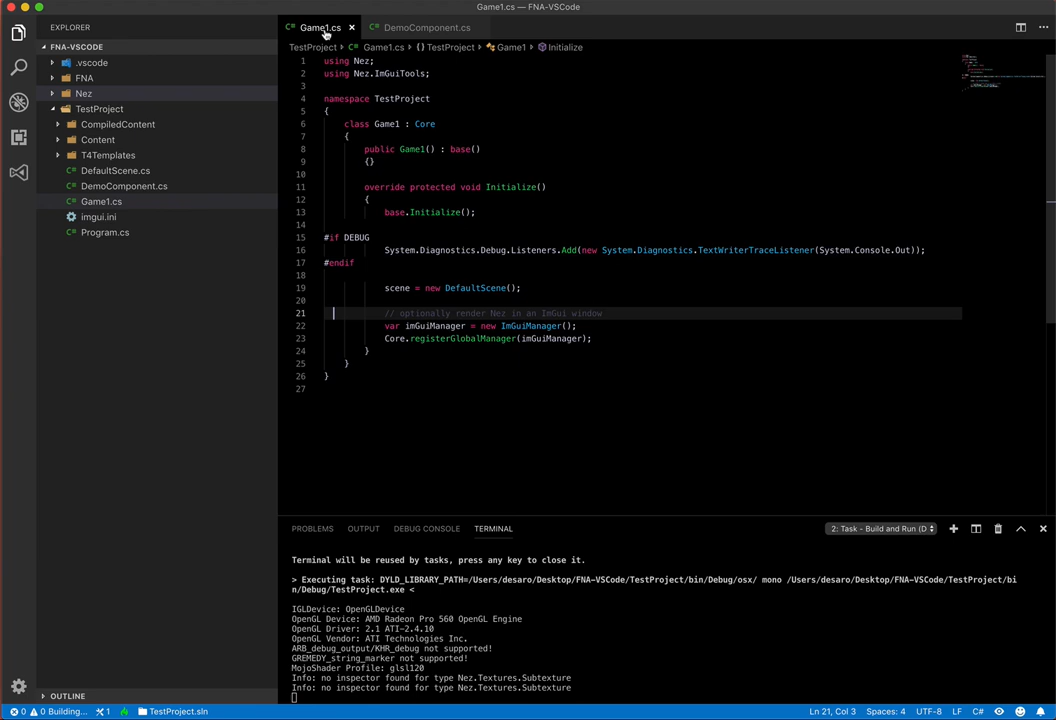 Game1.cs — FNA-VSCode
EXPLORER
FNA-VSCODE
.vscode
FNA
Nez
TestProject
CompiledContent
Content
T4Templates
DefaultScene.cs
DemoComponent.cs
Game1.cs
imgui.ini
Program.cs
OUTLINE
Game1.cs
DemoComponent.cs
TestProject Game1.cs {} TestProject Game1 Initialize
1 using Nez;
2 using Nez.ImGuiTools;
3
4 namespace TestProject
5 {
6 class Game1 : Core
7 {
8 public Game1() : base()
9 {}
10
11 override protected void Initialize()
12 {
13 base.Initialize();
14
15 #if DEBUG
16 System.Diagnostics.Debug.Listeners.Add(new System.Diagnostics.TextWriterTraceListener(System.Console.Out));
17 #endif
18
19 scene = new DefaultScene();
20
21 // optionally render Nez in an ImGui window
22 var imGuiManager = new ImGuiManager();
23 Core.registerGlobalManager(imGuiManager);
24 }
25 }
26 }
27
PROBLEMS OUTPUT DEBUG CONSOLE TERMINAL 2: Task - Build and Run (D
Terminal will be reused by tasks, press any key to close it.
> Executing task: DYLD_LIBRARY_PATH=/Users/desaro/Desktop/FNA-VSCode/TestProject/bin/Debug/osx/ mono /Users/desaro/Desktop/FNA-VSCode/TestProject/bi
n/Debug/TestProject.exe <
IGLDevice: OpenGLDevice
OpenGL Device: AMD Radeon Pro 560 OpenGL Engine
OpenGL Driver: 2.1 ATI-2.4.10
OpenGL Vendor: ATI Technologies Inc.
ARB_debug_output/KHR_debug not supported!
GREMEDY_string_marker not supported!
MojoShader Profile: glsl120
Info: no inspector found for type Nez.Textures.Subtexture
Info: no inspector found for type Nez.Textures.Subtexture
0 0 Building... 1 TestProject.sln Ln 21, Col 3 Spaces: 4 UTF-8 LF C#